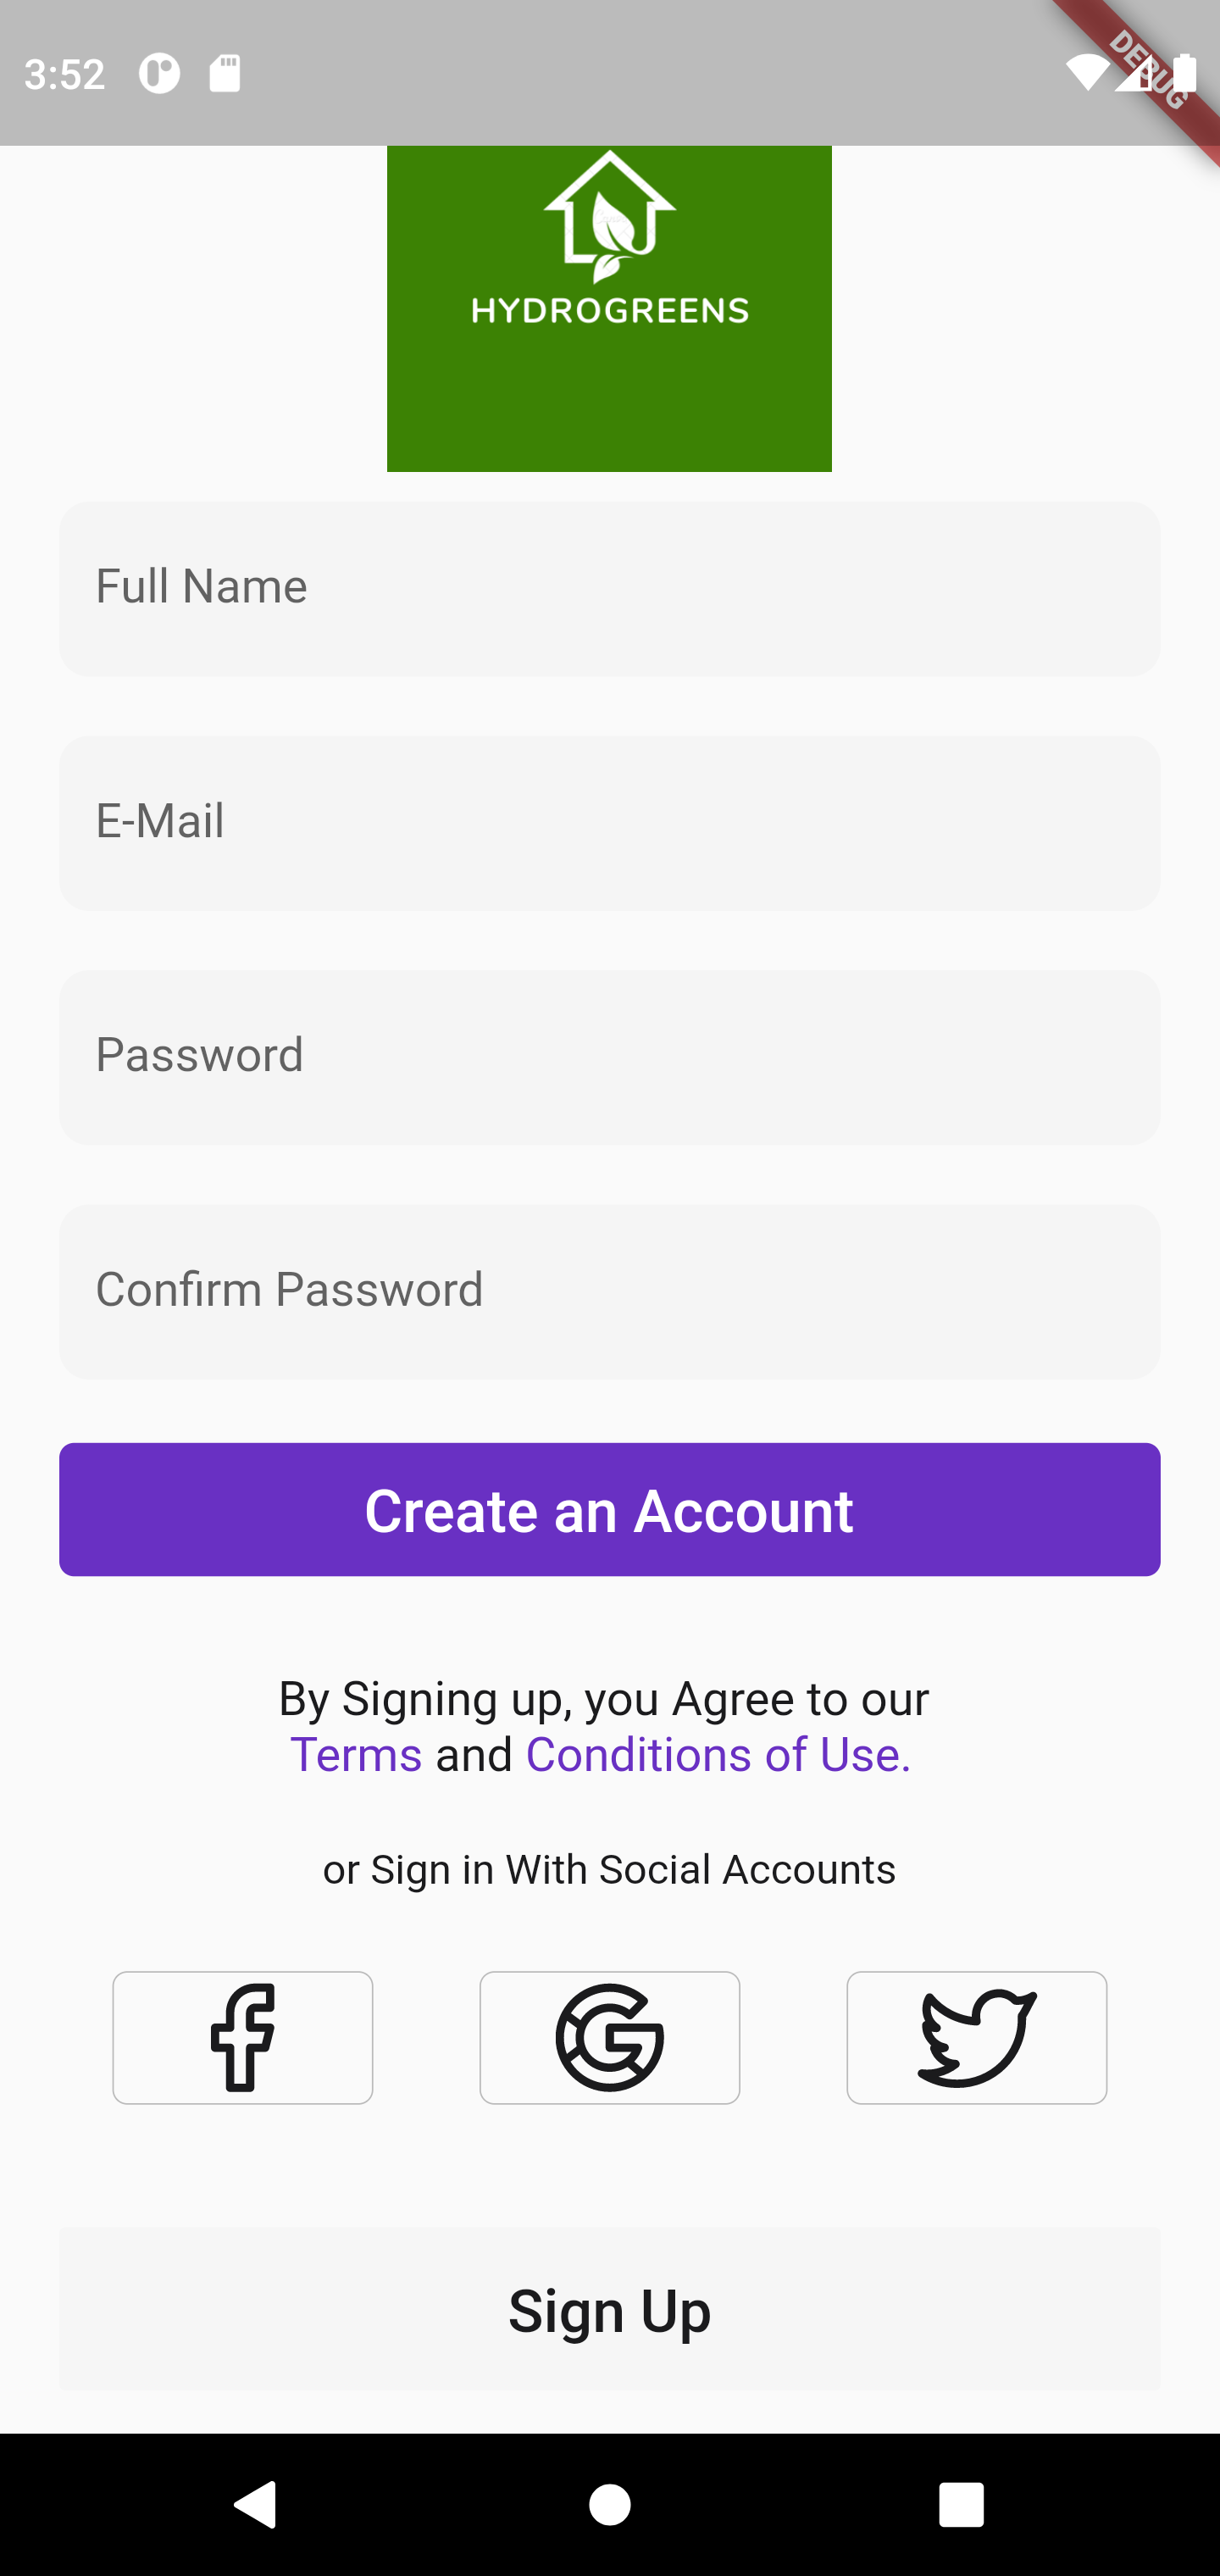 3:52
DEBUG
HYDROGREENS
Full Name
E-Mail
Password
Confirm Password
Create an Account
By Signing up, you Agree to our
Terms and Conditions of Use.
or Sign in With Social Accounts
Sign Up